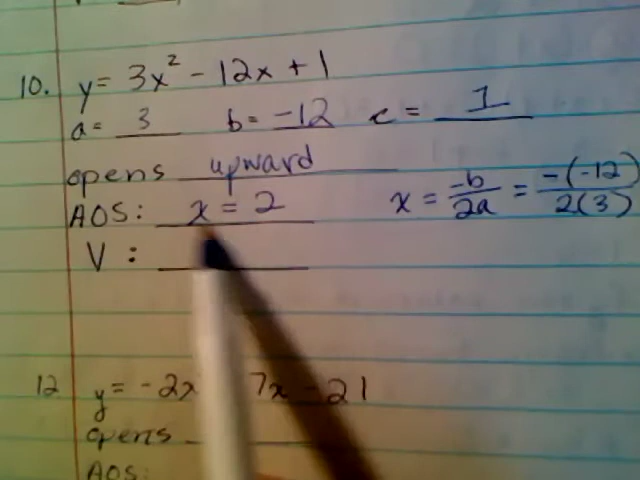 10. y = 3x² - 12x + 1
a = 3 b = -12 c = 1
opens upward
AOS: x = 2 x = -b/2a = -(-12)/2(3)
V :
12 y = -2x 7x - 21
opens
AOS: